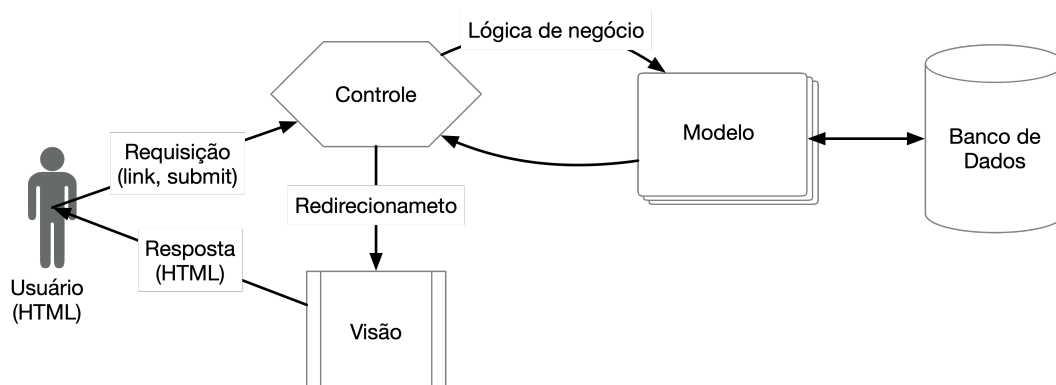 Lógica de negócio
Controle
Modelo
Banco de
Dados
Requisição
(link, submit)
Redirecionameto
Resposta
(HTML)
Usuário
(HTML)
Visão